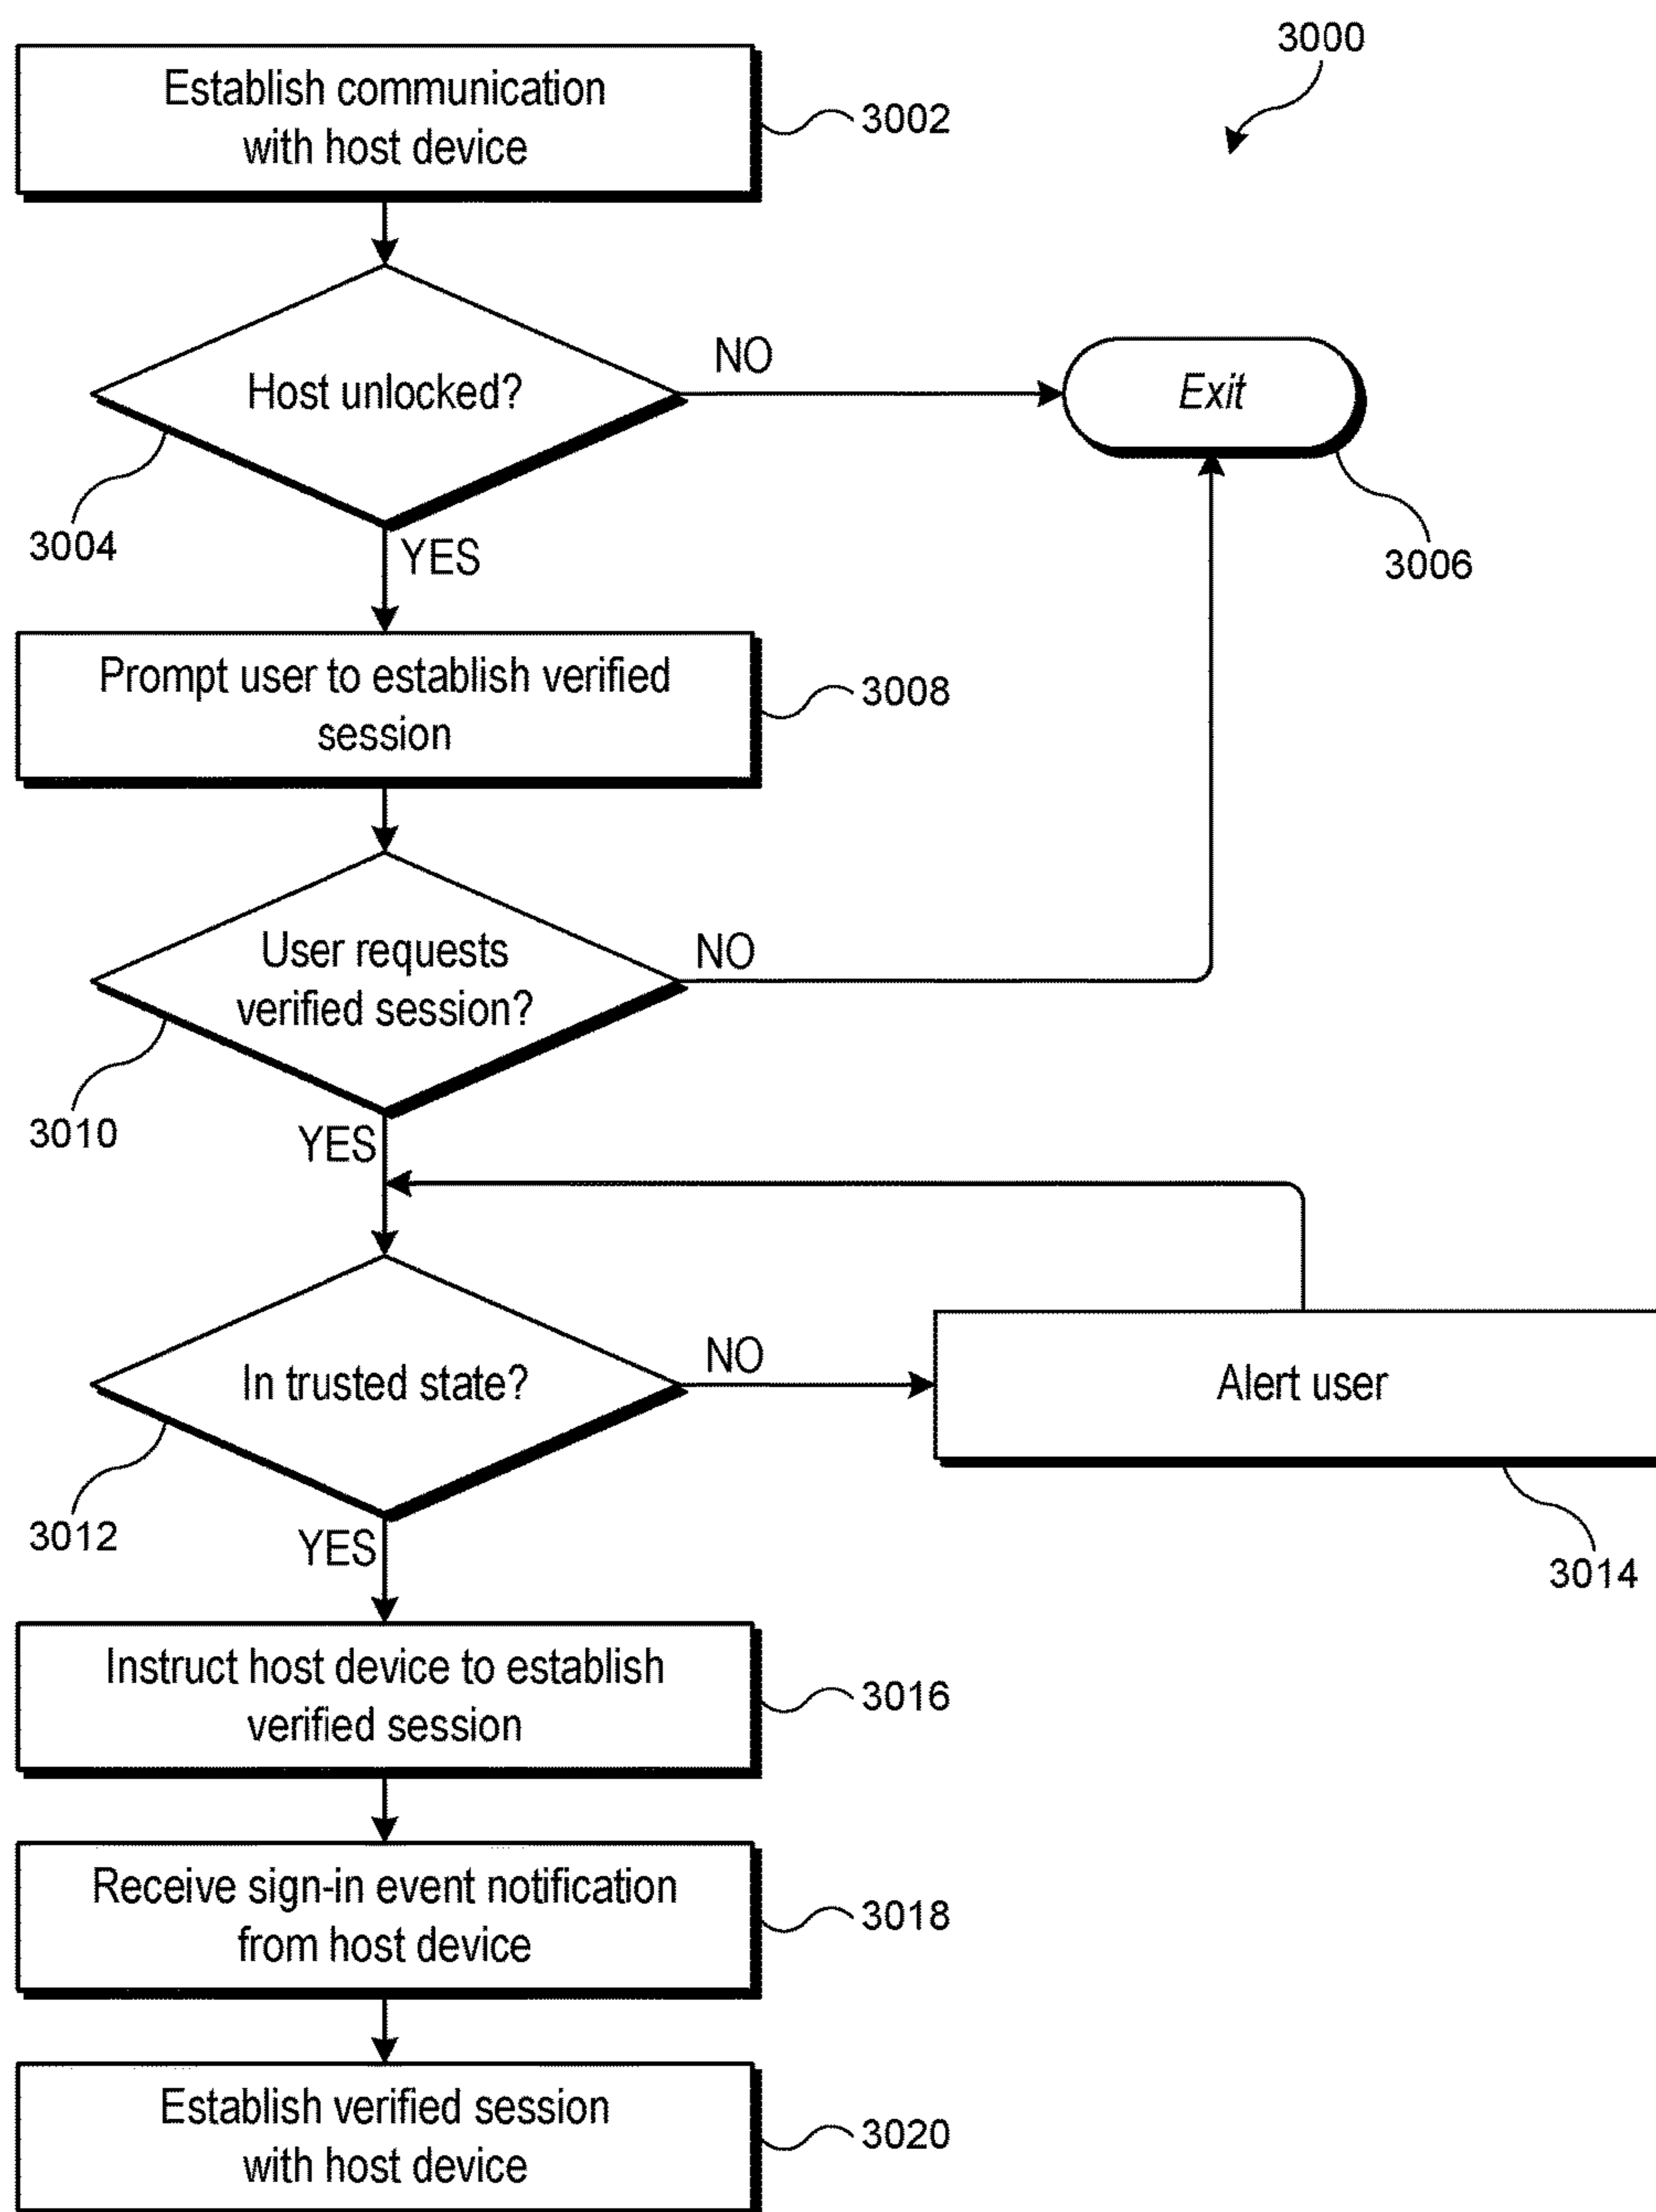 3000
Establish communication
with host device
3002
Host unlocked?
NO
Exit
3004
YES
3006
Prompt user to establish verified
session
3008
User requests
verified session?
NO
3010
YES
In trusted state?
NO
Alert user
3012
YES
3014
Instruct host device to establish
verified session
3016
Receive sign-in event notification
from host device
3018
Establish verified session
with host device
3020